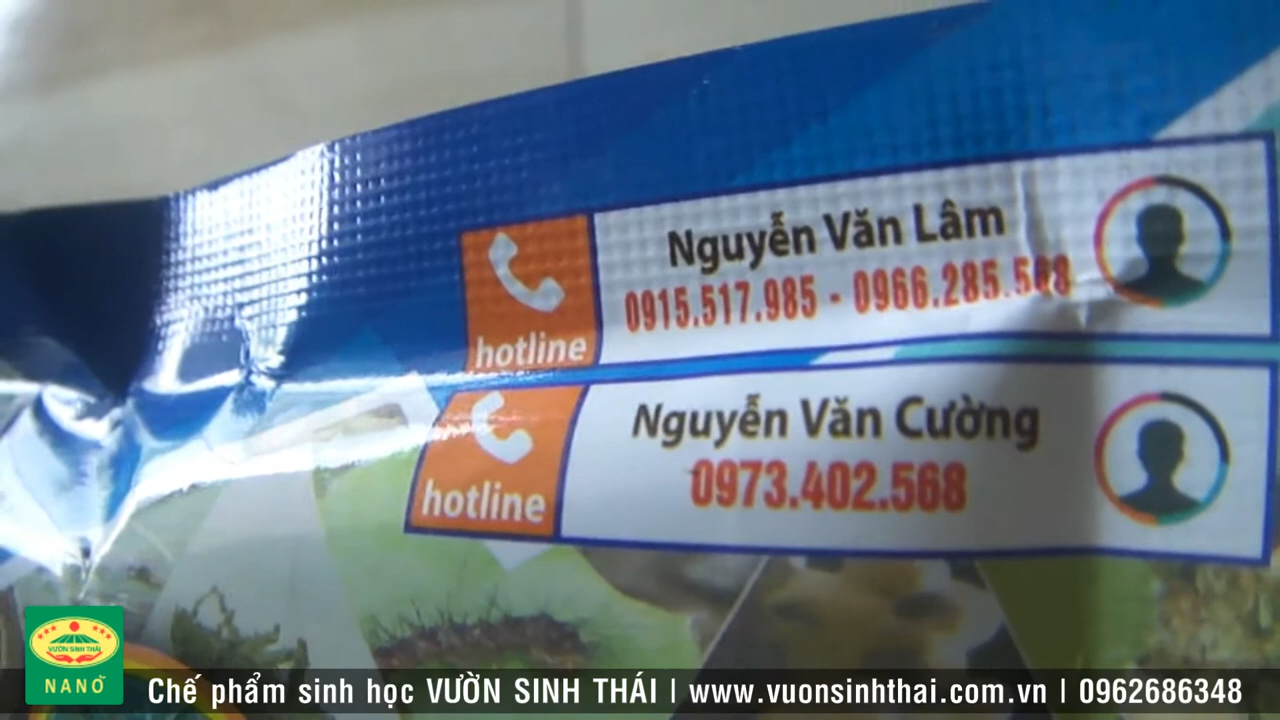 hotline
Nguyễn Văn Lâm
0915.517.985 - 0966.285.568
hotline
Nguyễn Văn Cường
0973.402.568
VƯỜN SINH THÁI
NANO
Chế phẩm sinh học VƯỜN SINH THÁI | www.vuonsinhthai.com.vn | 0962686348